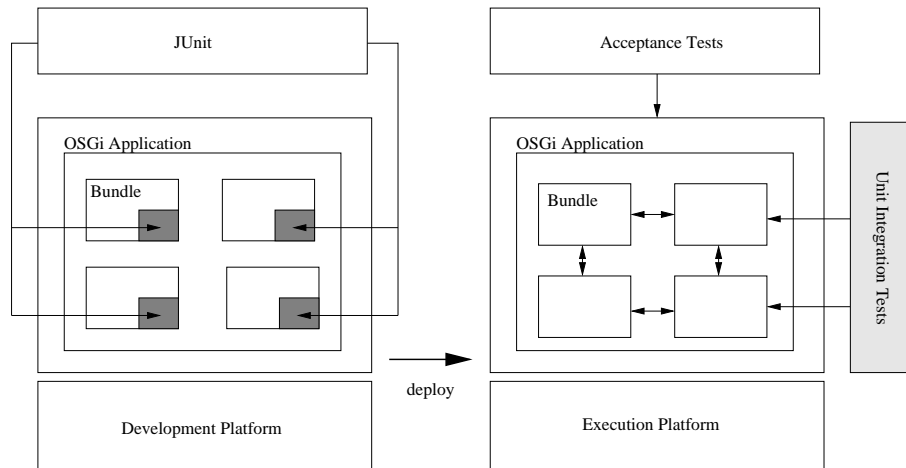 JUnit
OSGi Application
Bundle
Development Platform
deploy
Acceptance Tests
OSGi Application
Bundle
Unit Integration Tests
Execution Platform